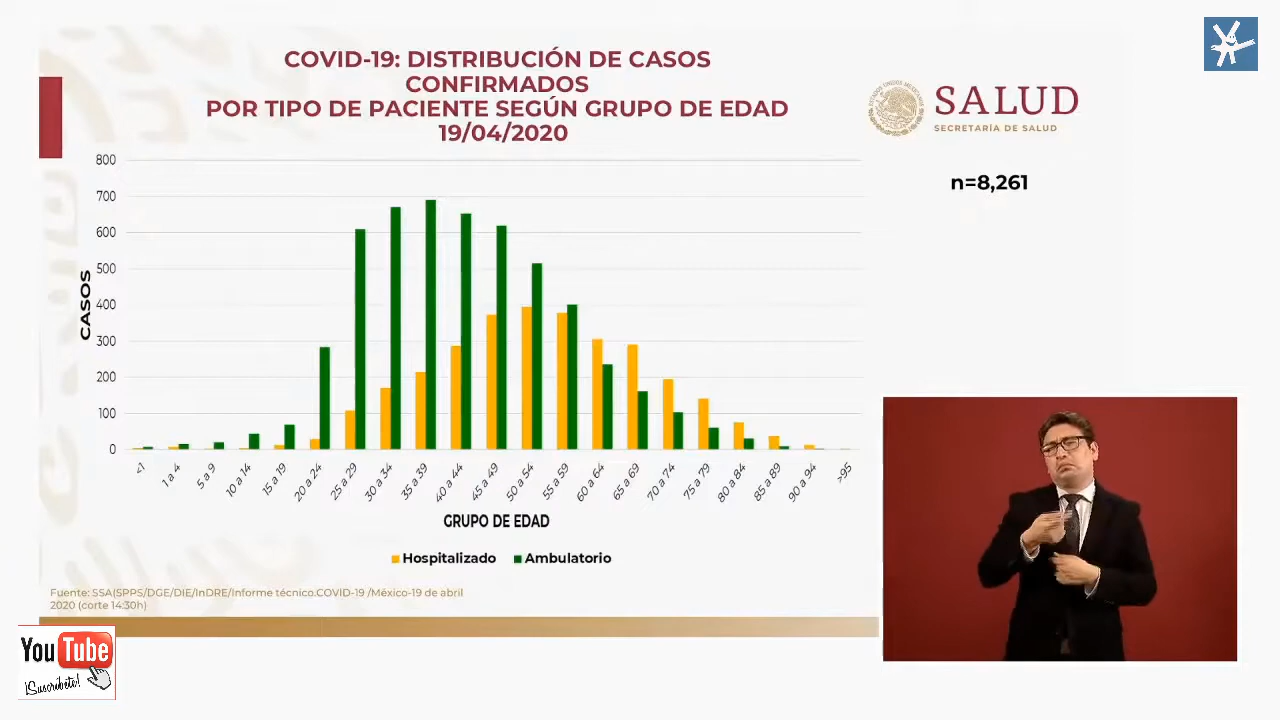 COVID-19: DISTRIBUCIÓN DE CASOS
CONFIRMADOS
POR TIPO DE PACIENTE SEGÚN GRUPO DE EDAD
19/04/2020
SALUD
SECRETARÍA DE SALUD
n=8,261
800
700
600
500
400
300
200
100
0
CASOS
<1
1 a 4
5 a 9
10 a 14
15 a 19
20 a 24
25 a 29
30 a 34
35 a 39
40 a 44
45 a 49
50 a 54
55 a 59
60 a 64
65 a 69
70 a 74
75 a 79
80 a 84
85 a 89
90 a 94
>95
GRUPO DE EDAD
Hospitalizado
Ambulatorio
Fuente: SSA(SPPS/DGE/DIE/InDRE/Informe técnico.COVID-19 /México-19 de abril
2020 (corte 14:30h)
YouTube
¡Suscríbete!